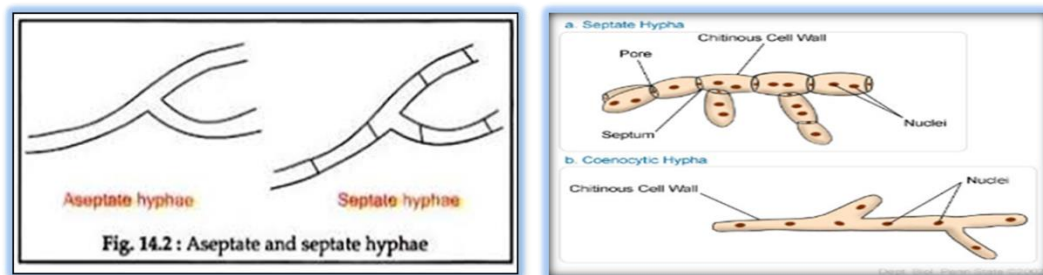 Aseptate hyphae
Septate hyphae
Fig. 14.2 : Aseptate and septate hyphae
a. Septate Hypha
Chitinous Cell Wall
Pore
Septum
Nuclei
b. Coenocytic Hypha
Chitinous Cell Wall
Nuclei